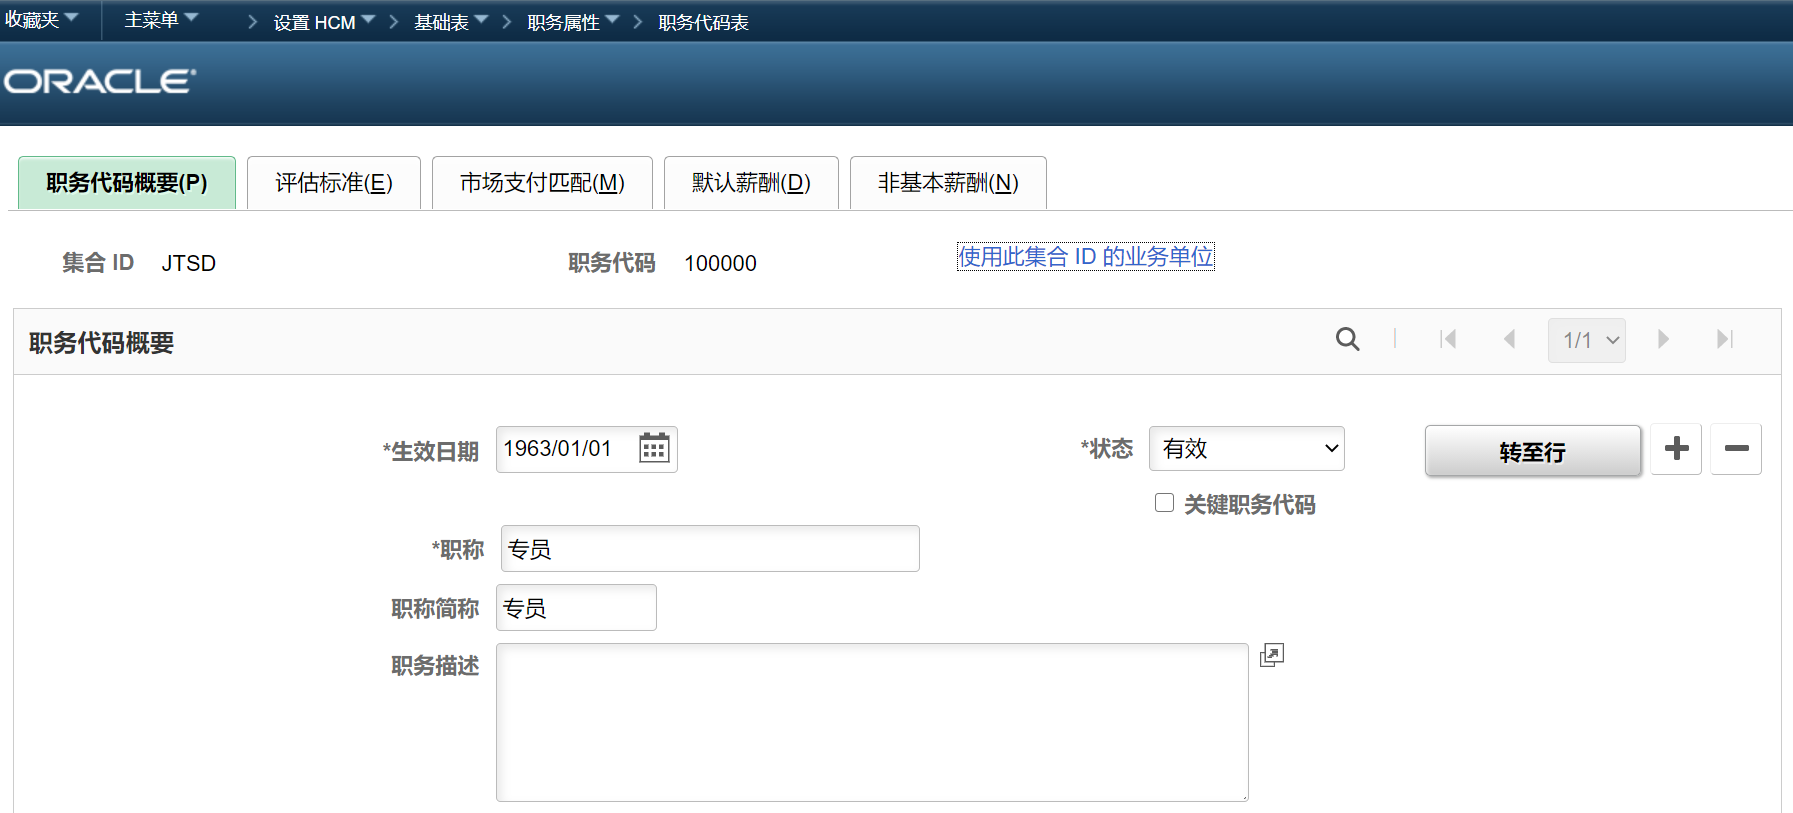 收藏夹 主菜单 设置 HCM 基础表 职务属性 职务代码表
ORACLE
职务代码概要(P) 评估标准(E) 市场支付匹配(M) 默认薪酬(D) 非基本薪酬(N)
集合 ID JTSD 职务代码 100000 使用此集合 ID 的业务单位
职务代码概要 1/1
*生效日期 1963/01/01 *状态 有效 转至行
关键职务代码
*职称 专员
职称简称 专员
职务描述